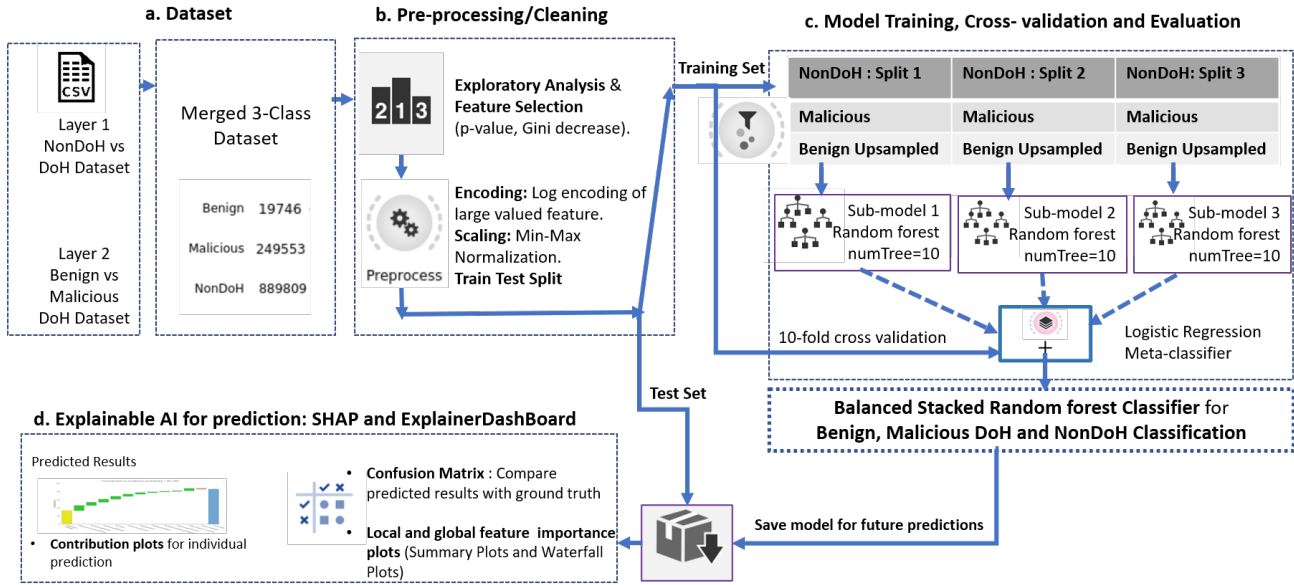 a. Dataset
CSV
Layer 1
NonDoH vs
DoH Dataset
Layer 2
Benign vs
Malicious
DoH Dataset
Merged 3-Class
Dataset
Benign 19746
Malicious 249553
NonDoH 889809
b. Pre-processing/Cleaning
2 1 3
Exploratory Analysis &
Feature Selection
(p-value, Gini decrease).
Preprocess
Encoding: Log encoding of
large valued feature.
Scaling: Min-Max
Normalization.
Train Test Split
Training Set
Test Set
c. Model Training, Cross- validation and Evaluation
NonDoH : Split 1 NonDoH : Split 2 NonDoH: Split 3
Malicious Malicious Malicious
Benign Upsampled Benign Upsampled Benign Upsampled
Sub-model 1
Random forest
numTree=10
Sub-model 2
Random forest
numTree=10
Sub-model 3
Random forest
numTree=10
10-fold cross validation
+
Logistic Regression
Meta-classifier
Balanced Stacked Random forest Classifier for
Benign, Malicious DoH and NonDoH Classification
Save model for future predictions
d. Explainable AI for prediction: SHAP and ExplainerDashBoard
Predicted Results
• Contribution plots for individual
prediction
• Confusion Matrix : Compare
predicted results with ground truth
• Local and global feature importance
plots (Summary Plots and Waterfall
Plots)